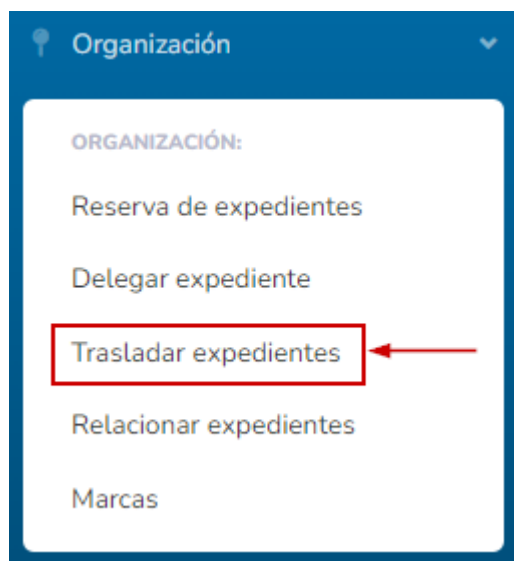 Organización
ORGANIZACIÓN:
Reserva de expedientes
Delegar expediente
Trasladar expedientes
Relacionar expedientes
Marcas